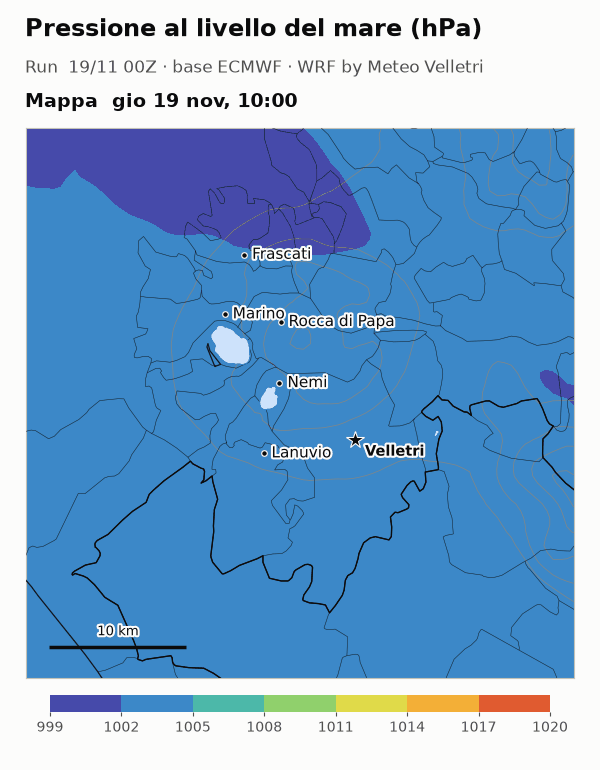 Pressione al livello del mare (hPa)
Run  19/11 00Z · base ECMWF · WRF by Meteo Velletri
Mappa  gio 19 nov, 10:00
Frascati
Marino
Rocca di Papa
Nemi
Velletri
Lanuvio
10 km
999 1002 1005 1008 1011 1014 1017 1020